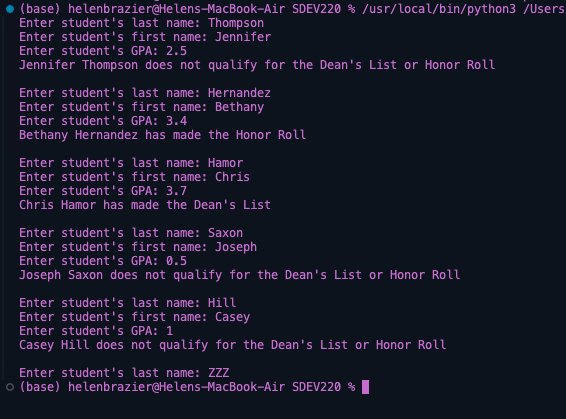 (base) helenbrazier@Helens-MacBook-Air SDEV220 % /usr/local/bin/python3 /Users
Enter student's last name: Thompson
Enter student's first name: Jennifer
Enter student's GPA: 2.5
Jennifer Thompson does not qualify for the Dean's List or Honor Roll
Enter student's last name: Hernandez
Enter student's first name: Bethany
Enter student's GPA: 3.4
Bethany Hernandez has made the Honor Roll
Enter student's last name: Hamor
Enter student's first name: Chris
Enter student's GPA: 3.7
Chris Hamor has made the Dean's List
Enter student's last name: Saxon
Enter student's first name: Joseph
Enter student's GPA: 0.5
Joseph Saxon does not qualify for the Dean's List or Honor Roll
Enter student's last name: Hill
Enter student's first name: Casey
Enter student's GPA: 1
Casey Hill does not qualify for the Dean's List or Honor Roll
Enter student's last name: ZZZ
(base) helenbrazier@Helens-MacBook-Air SDEV220 %